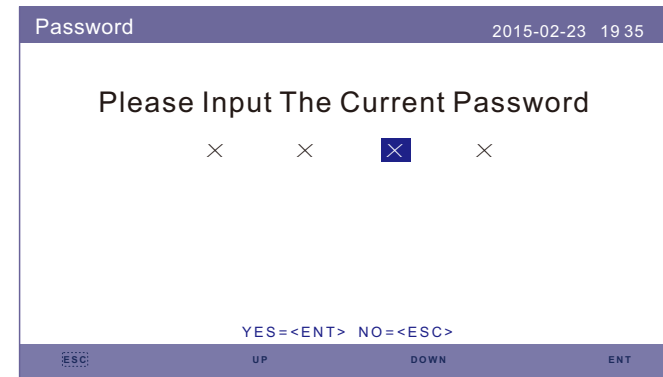 Password 2015-02-23 19 35
Please Input The Current Password
× × × ×
YES=<ENT> NO=<ESC>
ESC UP DOWN ENT